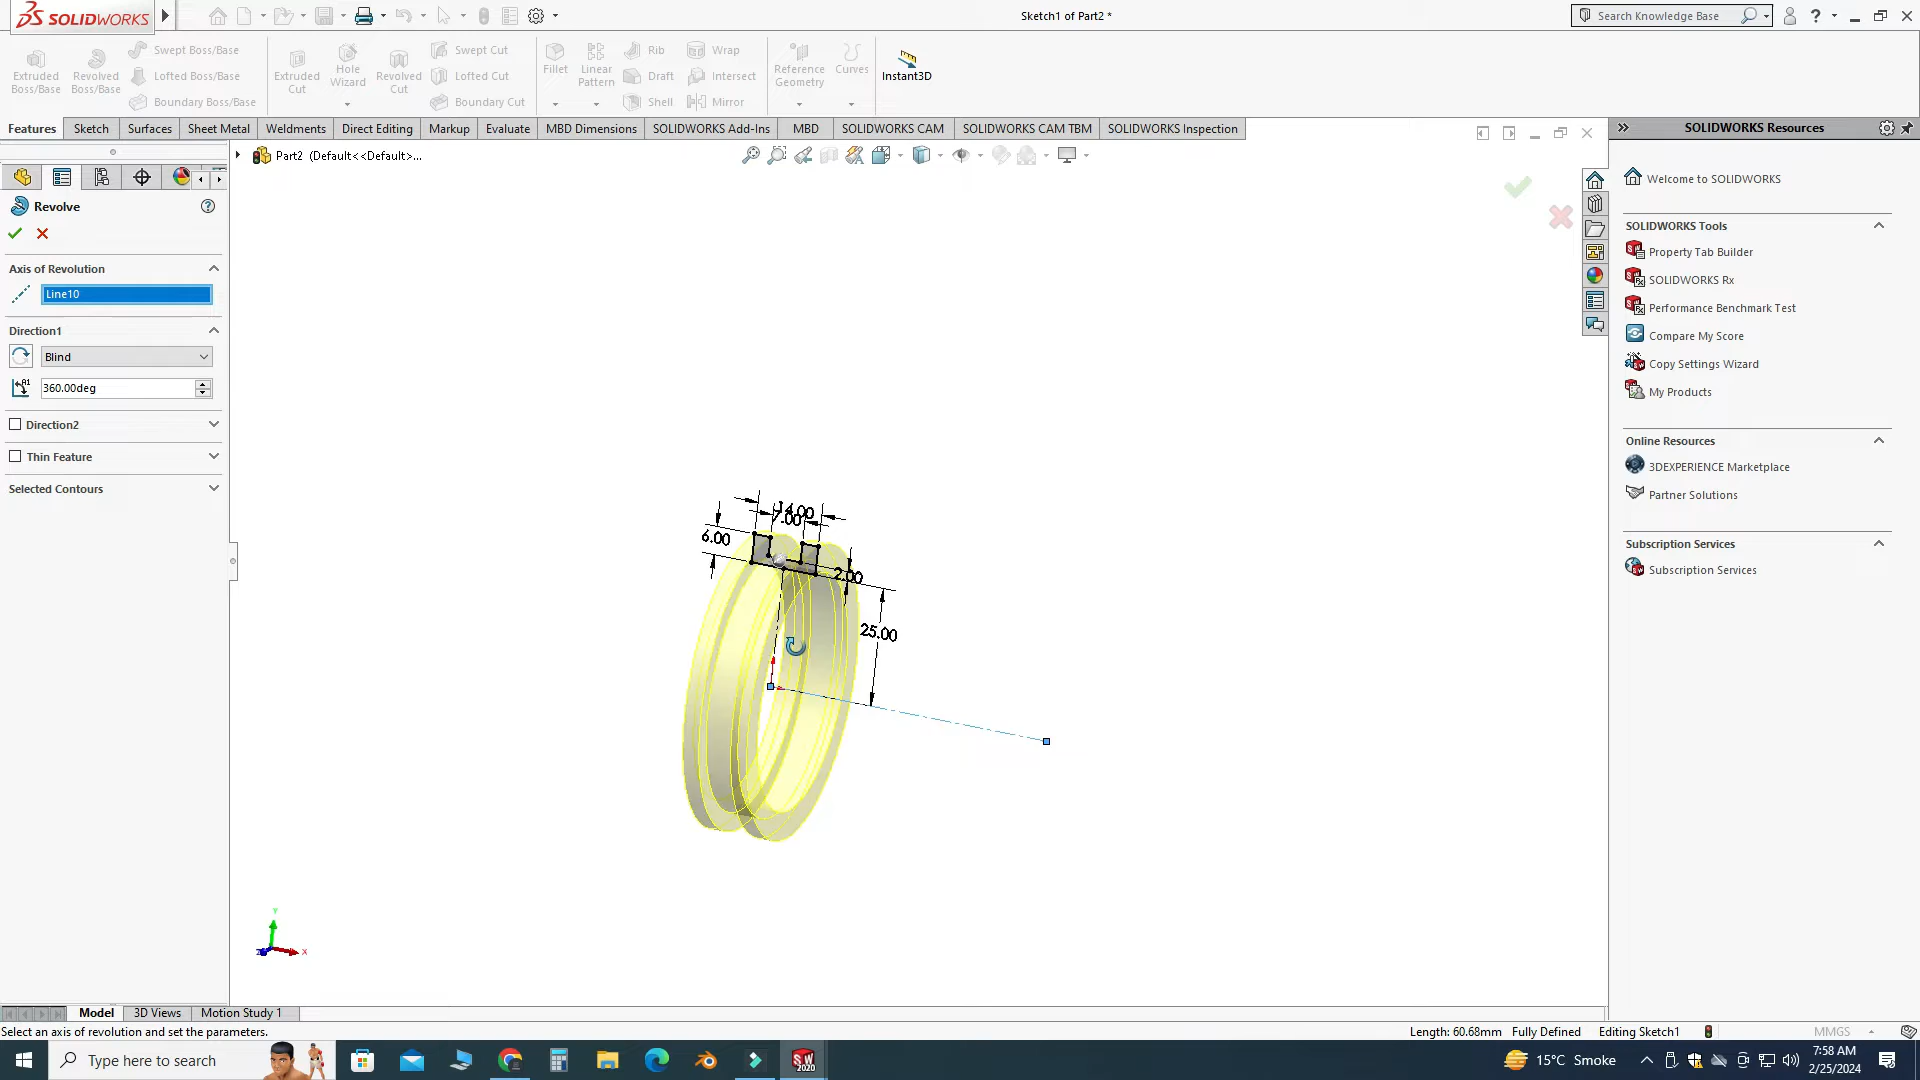 SOLIDWORKS
Sketch1 of Part2 *
Search Knowledge Base
Extruded Boss/Base
Revolved Boss/Base
Swept Boss/Base
Lofted Boss/Base
Boundary Boss/Base
Extruded Cut
Hole Wizard
Revolved Cut
Swept Cut
Lofted Cut
Boundary Cut
Fillet
Linear Pattern
Rib
Draft
Shell
Wrap
Intersect
Mirror
Reference Geometry
Curves
Instant3D
Features
Sketch
Surfaces
Sheet Metal
Weldments
Direct Editing
Markup
Evaluate
MBD Dimensions
SOLIDWORKS Add-Ins
MBD
SOLIDWORKS CAM
SOLIDWORKS CAM TBM
SOLIDWORKS Inspection
Part2 (Default<<Default>...
Revolve
Axis of Revolution
Line10
Direction1
Blind
360.00deg
Direction2
Thin Feature
Selected Contours
14.00
7.00
6.00
2.00
25.00
Y
X
Z
SOLIDWORKS Resources
Welcome to SOLIDWORKS
SOLIDWORKS Tools
Property Tab Builder
SOLIDWORKS Rx
Performance Benchmark Test
Compare My Score
Copy Settings Wizard
My Products
Online Resources
3DEXPERIENCE Marketplace
Partner Solutions
Subscription Services
Subscription Services
Model
3D Views
Motion Study 1
Select an axis of revolution and set the parameters.
Length: 60.68mm
Fully Defined
Editing Sketch1
MMGS
Type here to search
SW 2020
15°C Smoke
7:58 AM
2/25/2024